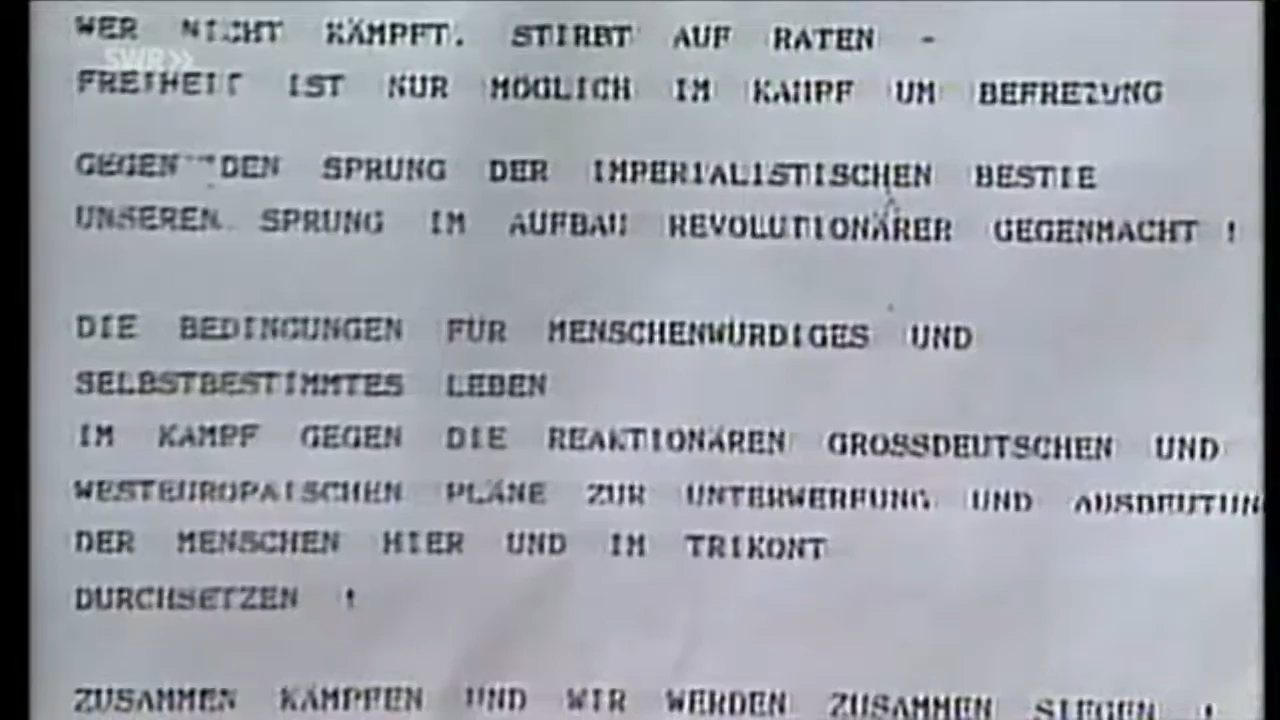 WER NICHT KÄMPFT, STIRBT AUF RATEN -
SWR»
FREIHEIT IST NUR MÖGLICH IM KAMPF UM BEFREIUNG
GEGEN DEN SPRUNG DER IMPERIALISTISCHEN BESTIE
UNSEREN SPRUNG IM AUFBAU REVOLUTIONÄRER GEGENMACHT !
DIE BEDINGUNGEN FÜR MENSCHENWÜRDIGES UND
SELBSTBESTIMMTES LEBEN
IM KAMPF GEGEN DIE REAKTIONÄREN GROSSDEUTSCHEN UND
WESTEUROPÄISCHEN PLÄNE ZUR UNTERWERFUNG UND AUSBEUTUN
DER MENSCHEN HIER UND IM TRIKONT
DURCHSETZEN !
ZUSAMMEN KÄMPFEN UND WIR WERDEN ZUSAMMEN SIEGEN !